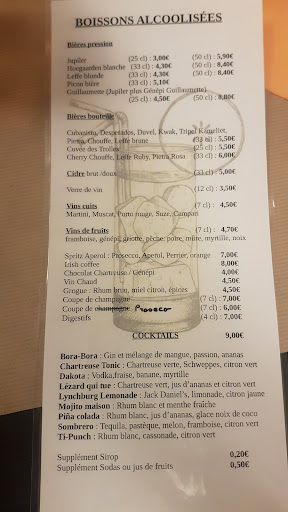 BOISSONS ALCOOLISÉES
Bières pression
Jupiler (25 cl) : 3,00€ (50 cl) : 5,90€
Hoegaarden blanche (33 cl) : 4,30€ (50 cl) : 8,40€
Leffe blonde (33 cl) : 4,30€ (50 cl) : 8,40€
Picon bière (33 cl) : 5,10€
Guillaumette (Jupiler plus Génépi Guillaumette)
(25 cl) : 4,50€ (50cl) : 8,80€
Bières bouteille
Cubanisto, Desperados, Duvel, Kwak, Tripel Karmeliet,
Pietra, Chouffe, Leffe brune (33 cl) : 5,50€
Cuvée des Trolles (25 cl) : 5,50€
Cherry Chouffe, Leffe Ruby, Pietra Rosa (33 cl) : 6,00€
Cidre brut /doux (33 cl) : 5,00€
Verre de vin (12 cl) : 3,50€
Vins cuits (7 cl) : 4,50€
Martini, Muscat, Porto rouge, Suze, Campari
Vins de fruits (7 cl) : 4,70€
framboise, génépi, griotte, pêche, poire, mûre, myrtille, noix
Spritz Aperol : Prosecco, Aperol, Perrier, orange 7,00€
Irish coffee 8,00€
Chocolat Chartreuse / Génépi 4,00€
Vin Chaud 4,50€
Grogue : Rhum brun, miel citron, épices 4,50€
Coupe de champagne (7 cl) : 7,00€
Coupe de champagne Prosecco (7 cl) : 6,00€
Digestifs (4 cl) : 7,00€
COCKTAILS 9,00€
Bora-Bora : Gin et mélange de mangue, passion, ananas
Chartreuse Tonic : Chartreuse verte, Schweppes, citron vert
Dakota : Vodka,fraise, banane, myrtille
Lézard qui tue : Chartreuse vert, jus d'ananas et citron vert
Lynchburg Lemonade : Jack Daniel's, limonade, citron jaune
Mojito maison : Rhum blanc et menthe fraîche
Piña colada : Rhum blanc, jus d'ananas, glace noix de coco
Sombrero : Tequila, pastèque, melon, framboise, citron vert
Ti-Punch : Rhum blanc, cassonade, citron vert
Supplément Sirop 0,20€
Supplément Sodas ou jus de fruits 0,50€